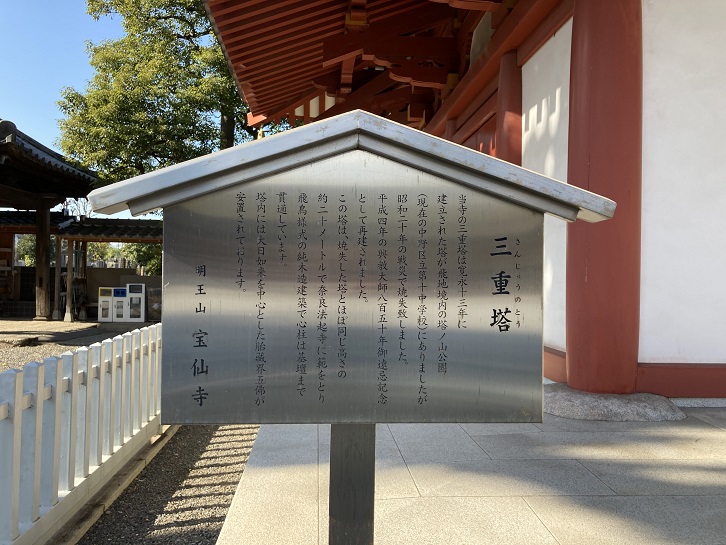 三重塔
さんじゅうのとう
当寺の三重塔は寛永十三年に
建立された塔が飛地境内の塔ノ山公園
(現在の中野区立第十中学校)にありましたが
昭和二十年の戦災で焼失致しました。
平成四年の興教大師八百五十年御遠忌記念
として再建されました。
この塔は、焼失した塔とほぼ同じ高さの
約二十メートルで奈良法起寺に範をとり
飛鳥様式の純木造建築で心柱は基壇まで
貫通しています。
塔内には大日如来を中心とした胎蔵界五佛が
安置されております。
明王山 宝仙寺